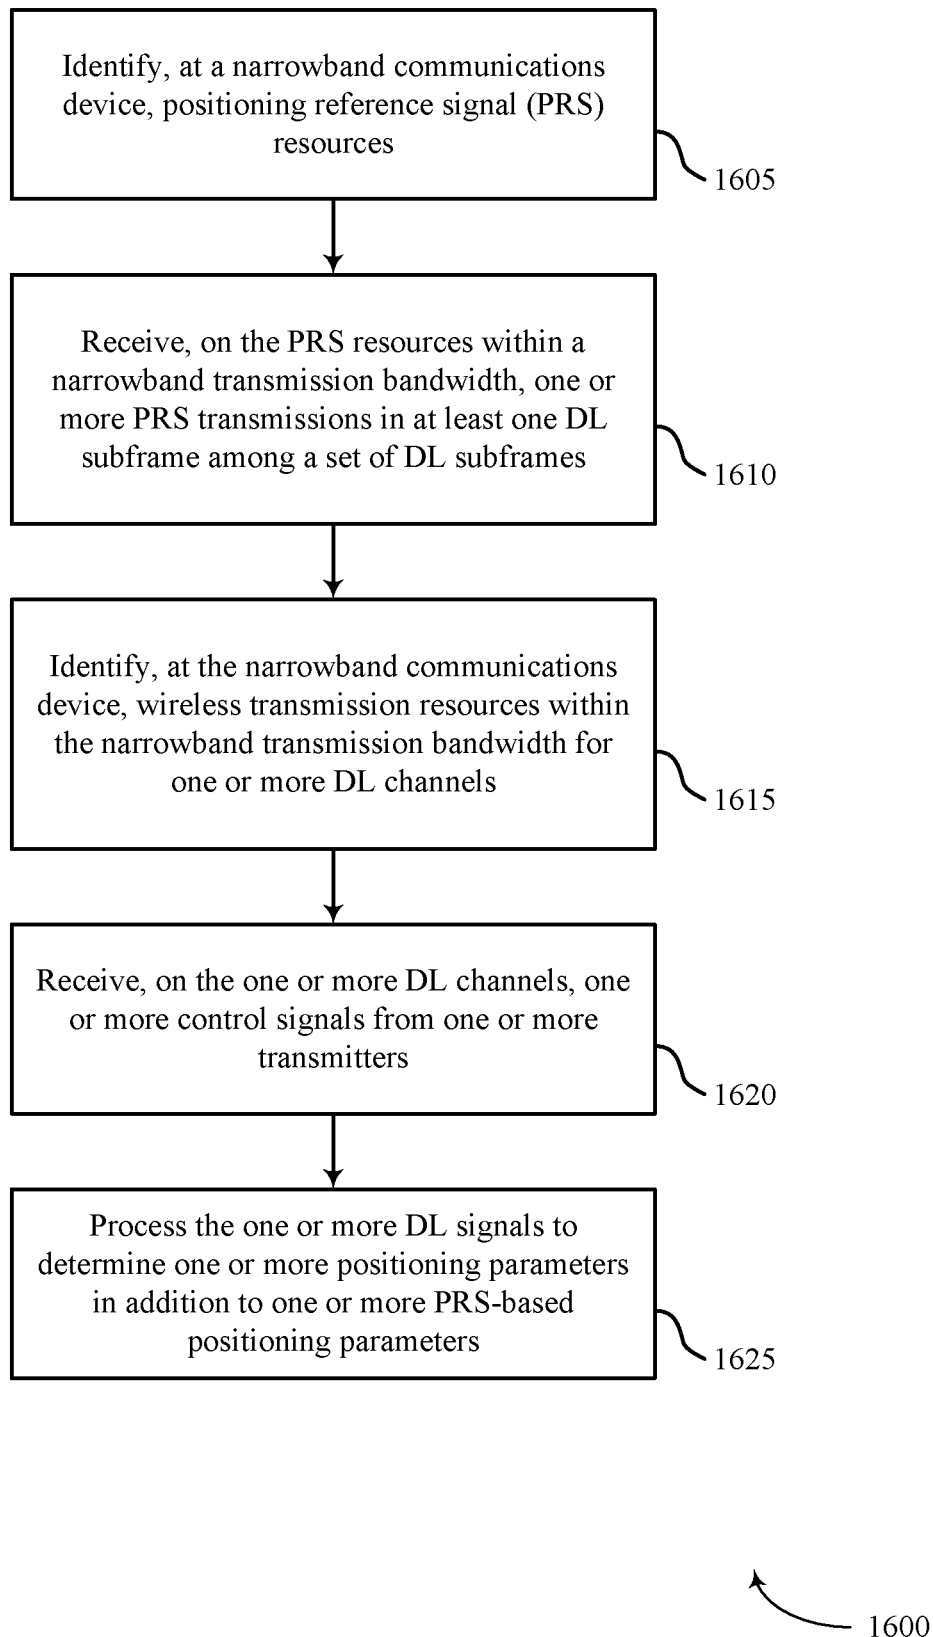 Identify, at a narrowband communications
device, positioning reference signal (PRS)
resources
1605
Receive, on the PRS resources within a
narrowband transmission bandwidth, one or
more PRS transmissions in at least one DL
subframe among a set of DL subframes
1610
Identify, at the narrowband communications
device, wireless transmission resources within
the narrowband transmission bandwidth for
one or more DL channels
1615
Receive, on the one or more DL channels, one
or more control signals from one or more
transmitters
1620
Process the one or more DL signals to
determine one or more positioning parameters
in addition to one or more PRS-based
positioning parameters
1625
1600